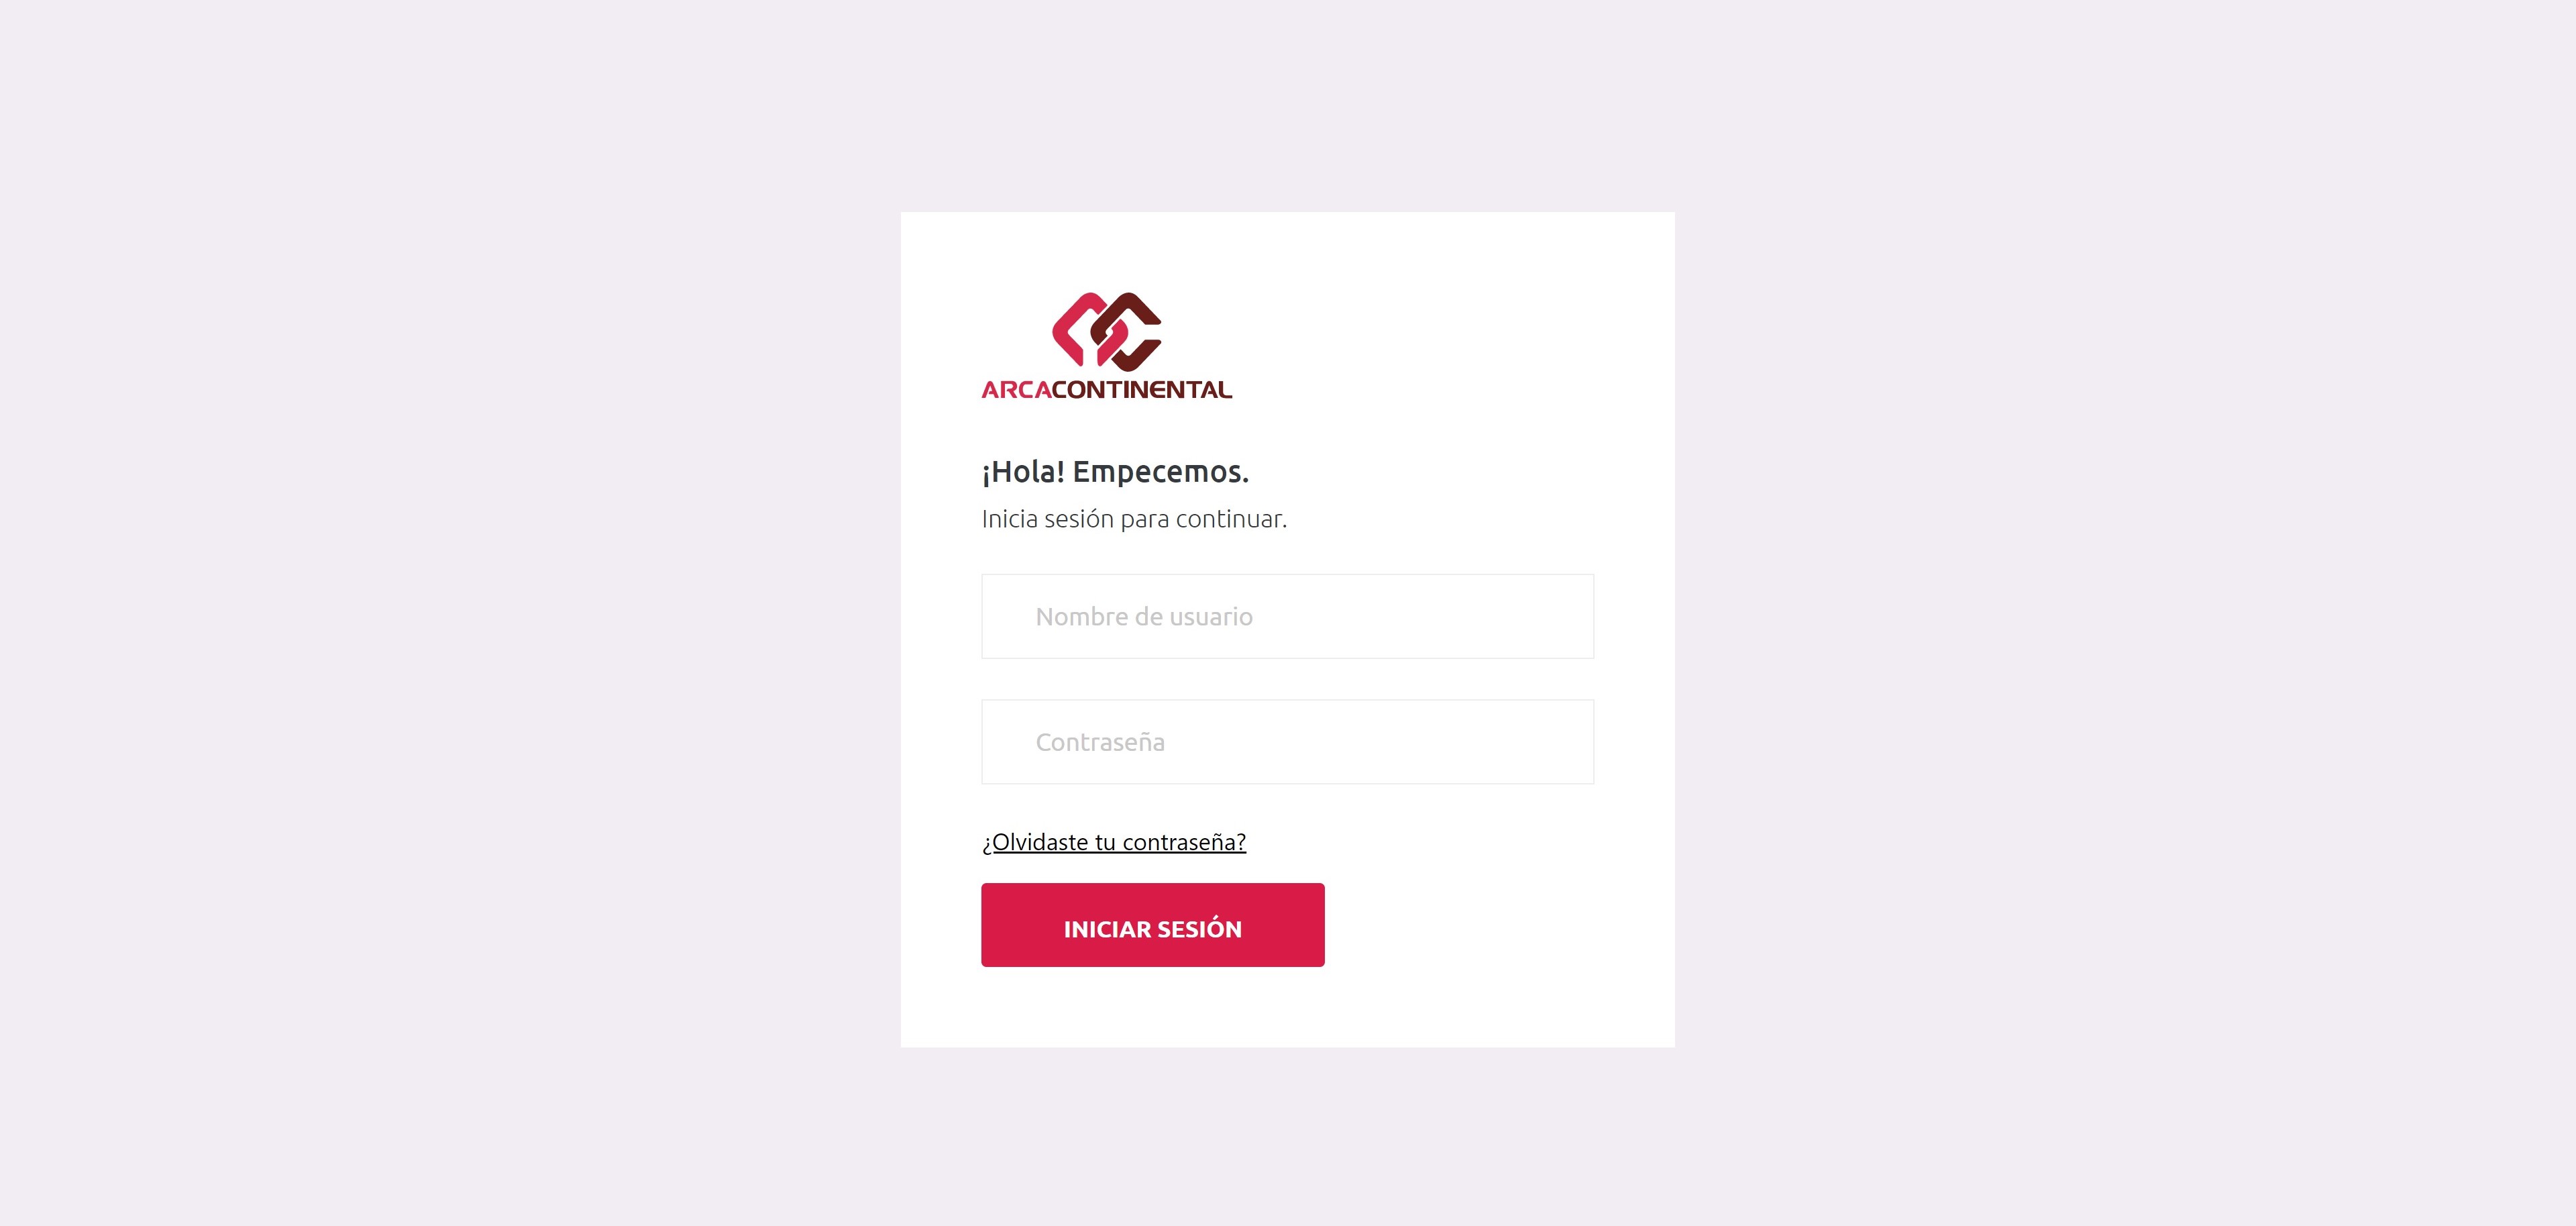 ARCACONTINENTAL
¡Hola! Empecemos.
Inicia sesión para continuar.
Nombre de usuario
Contraseña
¿Olvidaste tu contraseña?
INICIAR SESIÓN